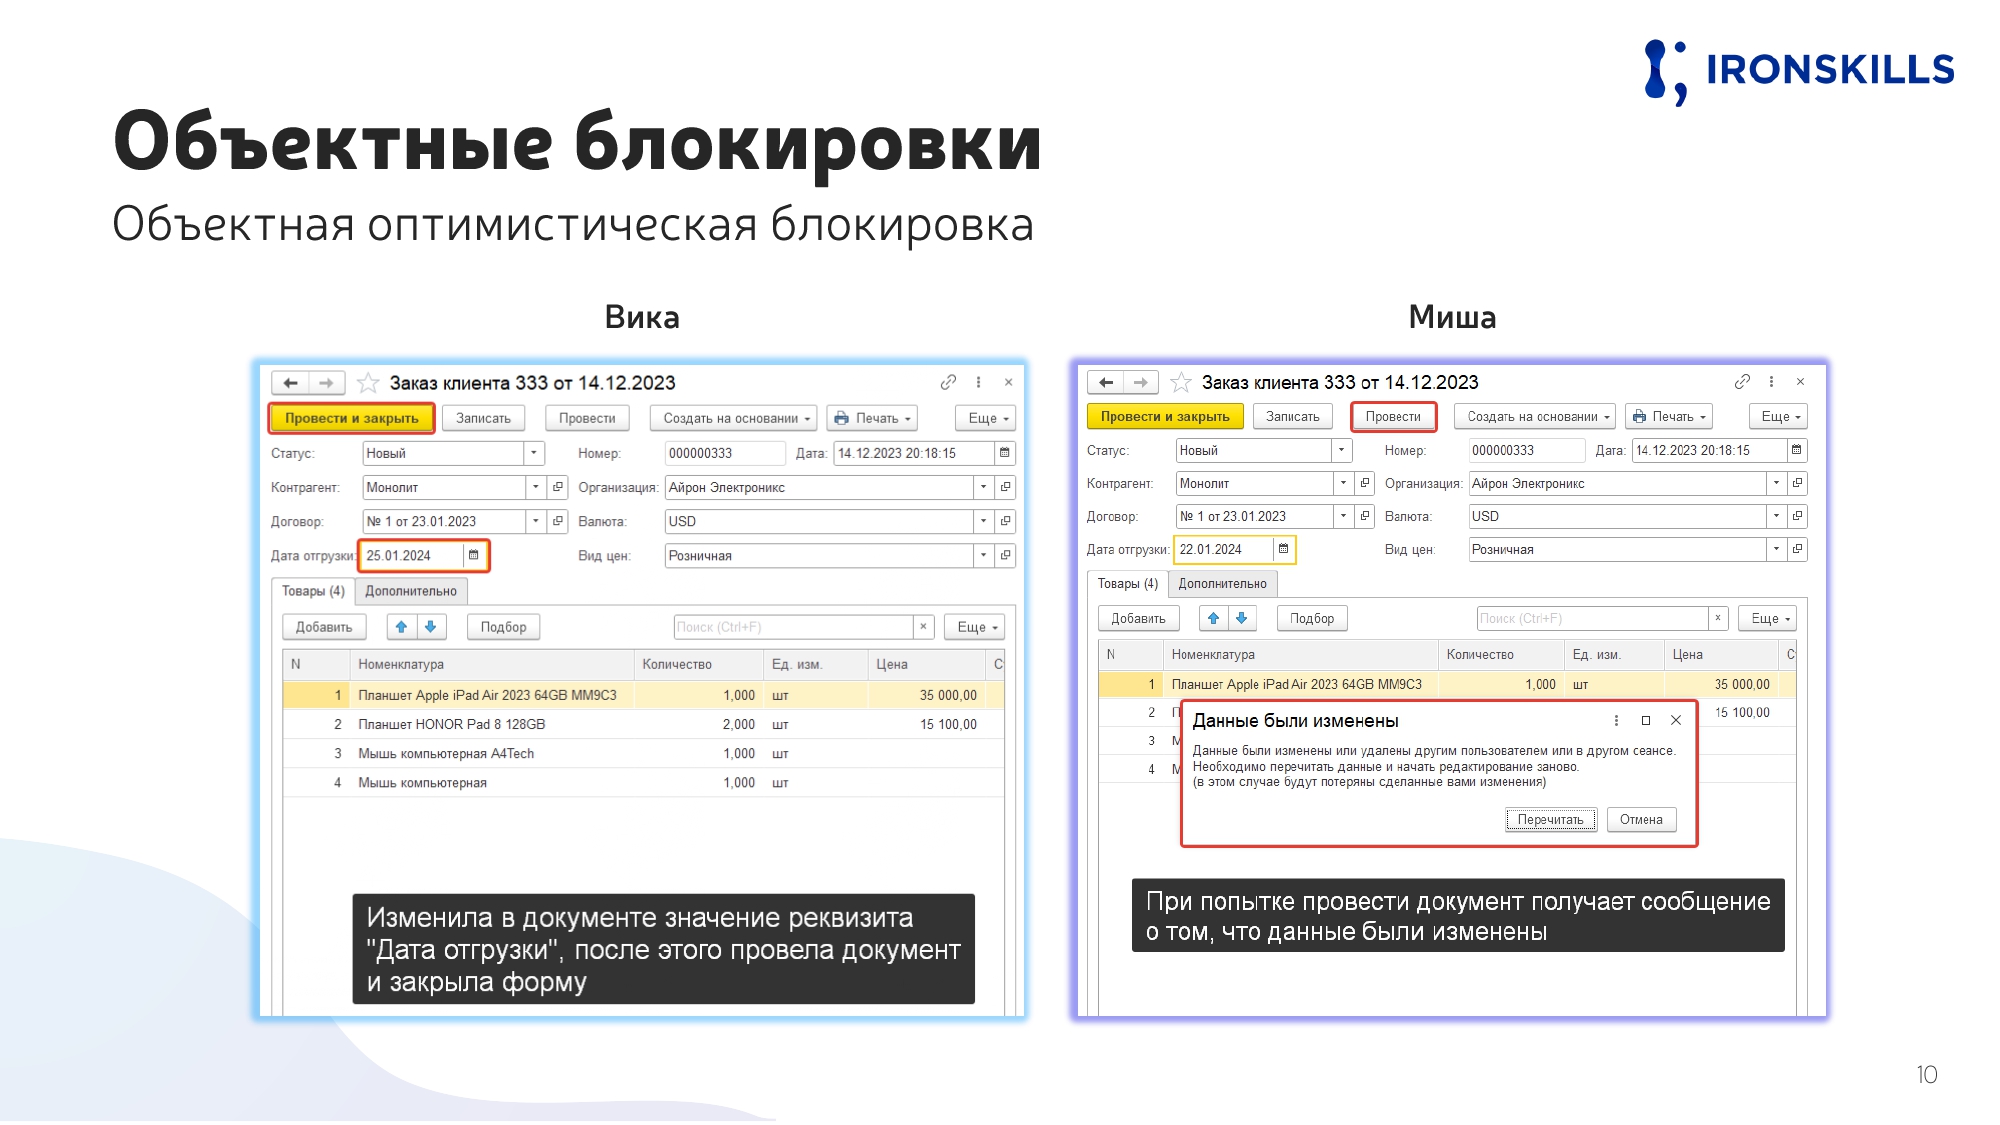 IRONSKILLS
Объектные блокировки
Объектная оптимистическая блокировка
Вика
Заказ клиента 333 от 14.12.2023
Провести и закрыть Записать Провести Создать на основании Печать Еще
Статус: Новый Номер: 000000333 Дата: 14.12.2023 20:18:15
Контрагент: Монолит Организация: Айрон Электроникс
Договор: № 1 от 23.01.2023 Валюта: USD
Дата отгрузки: 25.01.2024 Вид цен: Розничная
Товары (4) Дополнительно
Добавить Подбор Поиск (Ctrl+F) × Еще
N Номенклатура Количество Ед. изм. Цена С
1 Планшет Apple iPad Air 2023 64GB MM9C3 1,000 шт 35 000,00
2 Планшет HONOR Pad 8 128GB 2,000 шт 15 100,00
3 Мышь компьютерная A4Tech 1,000 шт
4 Мышь компьютерная 1,000 шт
Изменила в документе значение реквизита
"Дата отгрузки", после этого провела документ
и закрыла форму
Миша
Заказ клиента 333 от 14.12.2023
Провести и закрыть Записать Провести Создать на основании Печать Еще
Статус: Новый Номер: 000000333 Дата: 14.12.2023 20:18:15
Контрагент: Монолит Организация: Айрон Электроникс
Договор: № 1 от 23.01.2023 Валюта: USD
Дата отгрузки: 22.01.2024 Вид цен: Розничная
Товары (4) Дополнительно
Добавить Подбор Поиск (Ctrl+F) × Еще
N Номенклатура Количество Ед. изм. Цена С
1 Планшет Apple iPad Air 2023 64GB MM9C3 1,000 шт 35 000,00
2 15 100,00
3
4
Данные были изменены
Данные были изменены или удалены другим пользователем или в другом сеансе.
Необходимо перечитать данные и начать редактирование заново.
(в этом случае будут потеряны сделанные вами изменения)
Перечитать Отмена
При попытке провести документ получает сообщение
о том, что данные были изменены
10